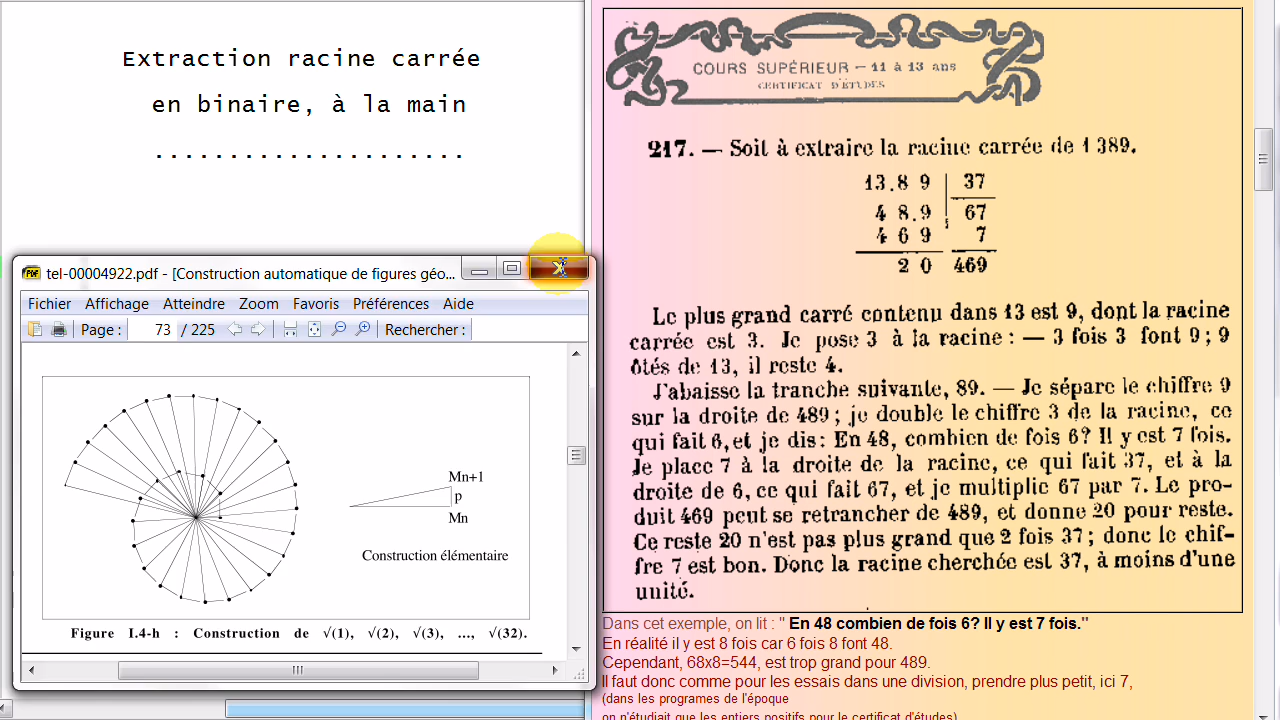 Extraction racine carrée
en binaire, à la main
.....................
tel-00004922.pdf - [Construction automatique de figures géo...
Fichier Affichage Atteindre Zoom Favoris Préférences Aide
Page : 73 / 225 Rechercher :
Mn+1
p
Mn
Construction élémentaire
Figure I.4-h : Construction de √(1), √(2), √(3), ..., √(32).
COURS SUPÉRIEUR — 11 à 13 ans
CERTIFICAT D'ÉTUDES
217. — Soit à extraire la racine carrée de 1 389.
13.8 9 37
4 8.9 67
4 6 9 7
2 0 469
Le plus grand carré contenu dans 13 est 9, dont la racine
carrée est 3. Je pose 3 à la racine : — 3 fois 3 font 9 ; 9
ôtés de 13, il reste 4.
J'abaisse la tranche suivante, 89. — Je sépare le chiffre 9
sur la droite de 489 ; je double le chiffre 3 de la racine, ce
qui fait 6, et je dis : En 48, combien de fois 6? Il y est 7 fois.
Je place 7 à la droite de la racine, ce qui fait 37, et à la
droite de 6, ce qui fait 67, et je multiplie 67 par 7. Le pro-
duit 469 peut se retrancher de 489, et donne 20 pour reste.
Ce reste 20 n'est pas plus grand que 2 fois 37 ; donc le chif-
fre 7 est bon. Donc la racine cherchée est 37, à moins d'une
unité.
Dans cet exemple, on lit : " En 48 combien de fois 6? Il y est 7 fois."
En réalité il y est 8 fois car 6 fois 8 font 48.
Cependant, 68x8=544, est trop grand pour 489.
Il faut donc comme pour les essais dans une division, prendre plus petit, ici 7,
(dans les programes de l'époque
on n'étudiait que les entiers positifs pour le certificat d'études)